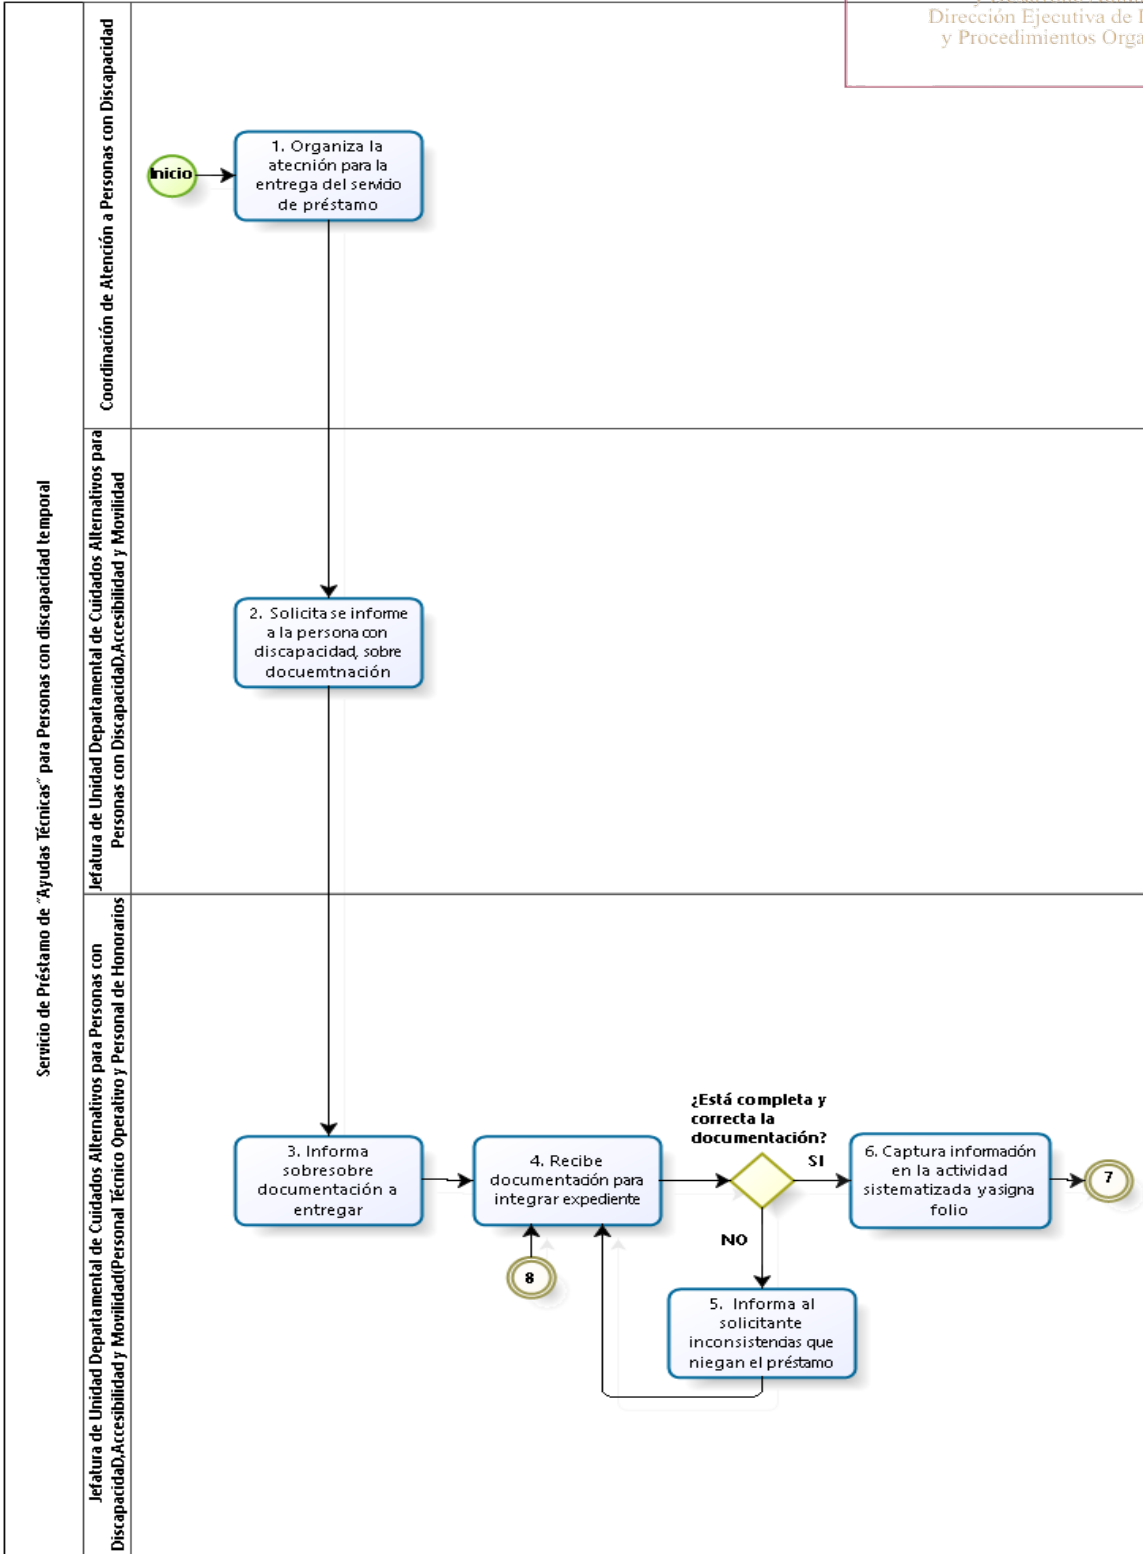 Dirección Ejecutiva de
y Procedimientos
Servicio de Préstamo de "Ayudas Técnicas" para Personas con discapacidad temporal
Coordinación de Atención a Personas con Discapacidad
Inicio
1. Organiza la
atecnión para la
entrega del servicio
de préstamo
Jefatura de Unidad Departamental de Cuidados Alternativos para
Personas con DiscapacidaD,Accesibilidad y Movilidad
2. Solicita se informe
a la persona con
discapacidad, sobre
docuemtnación
Jefatura de Unidad Departamental de Cuidados Alternativos para Personas con
DiscapacidaD,Accesibilidad y Movilidad(Personal Técnico Operativo y Personal de Honorarios
3. Informa
sobresobre
documentación a
entregar
4. Recibe
documentación para
integrar expediente
8
¿Está completa y
correcta la
documentación?
SI
NO
5. Informa al
solicitante
inconsistencias que
niegan el préstamo
6. Captura información
en la actividad
sistematizada yasigna
folio
7